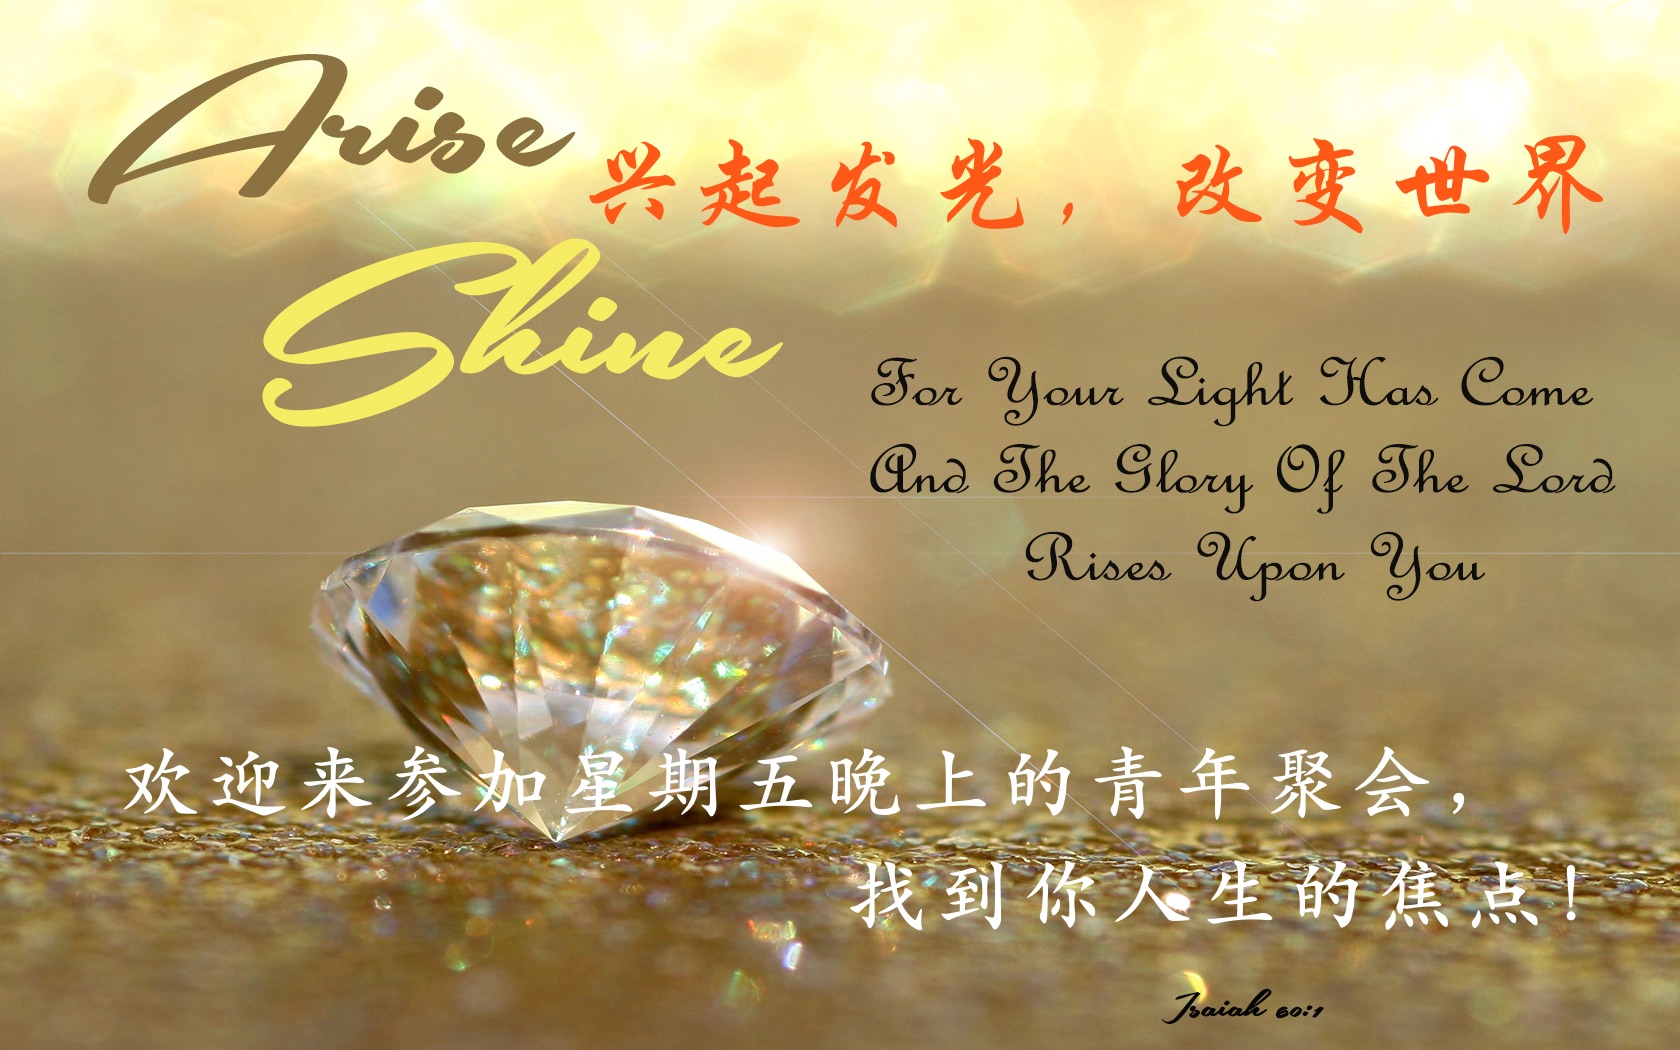 Arise
兴起发光，改变世界
Shine
For Your Light Has Come
And The Glory Of The Lord
Rises Upon You
欢迎来参加星期五晚上的青年聚会，
找到你人生的焦点！
Isaiah 60:1